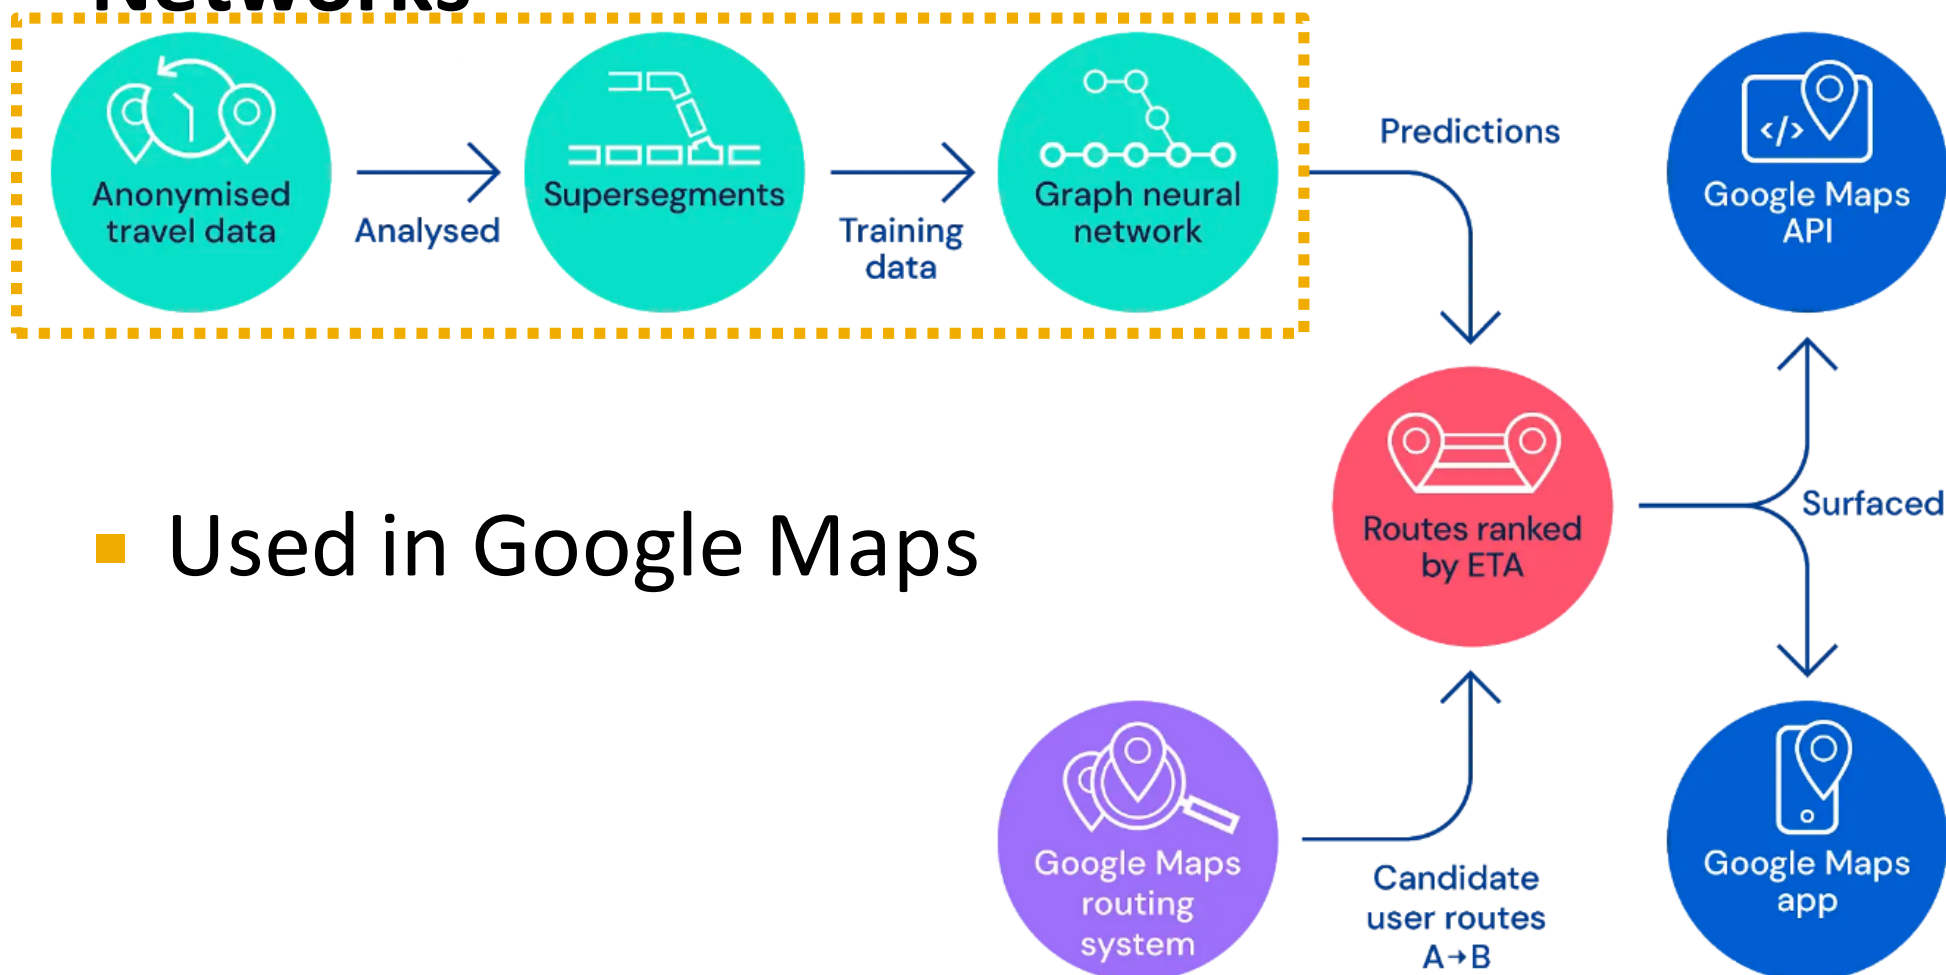 Networks
Anonymised
travel data
Analysed
Supersegments
Training
data
Graph neural
network
Predictions
</>
Google Maps
API
Routes ranked
by ETA
Surfaced
▪ Used in Google Maps
Google Maps
routing
system
Candidate
user routes
A→B
Google Maps
app